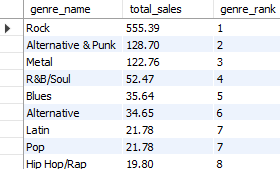 genre_name total_sales genre_rank
Rock 555.39 1
Alternative & Punk 128.70 2
Metal 122.76 3
R&B/Soul 52.47 4
Blues 35.64 5
Alternative 34.65 6
Latin 21.78 7
Pop 21.78 7
Hip Hop/Rap 19.80 8